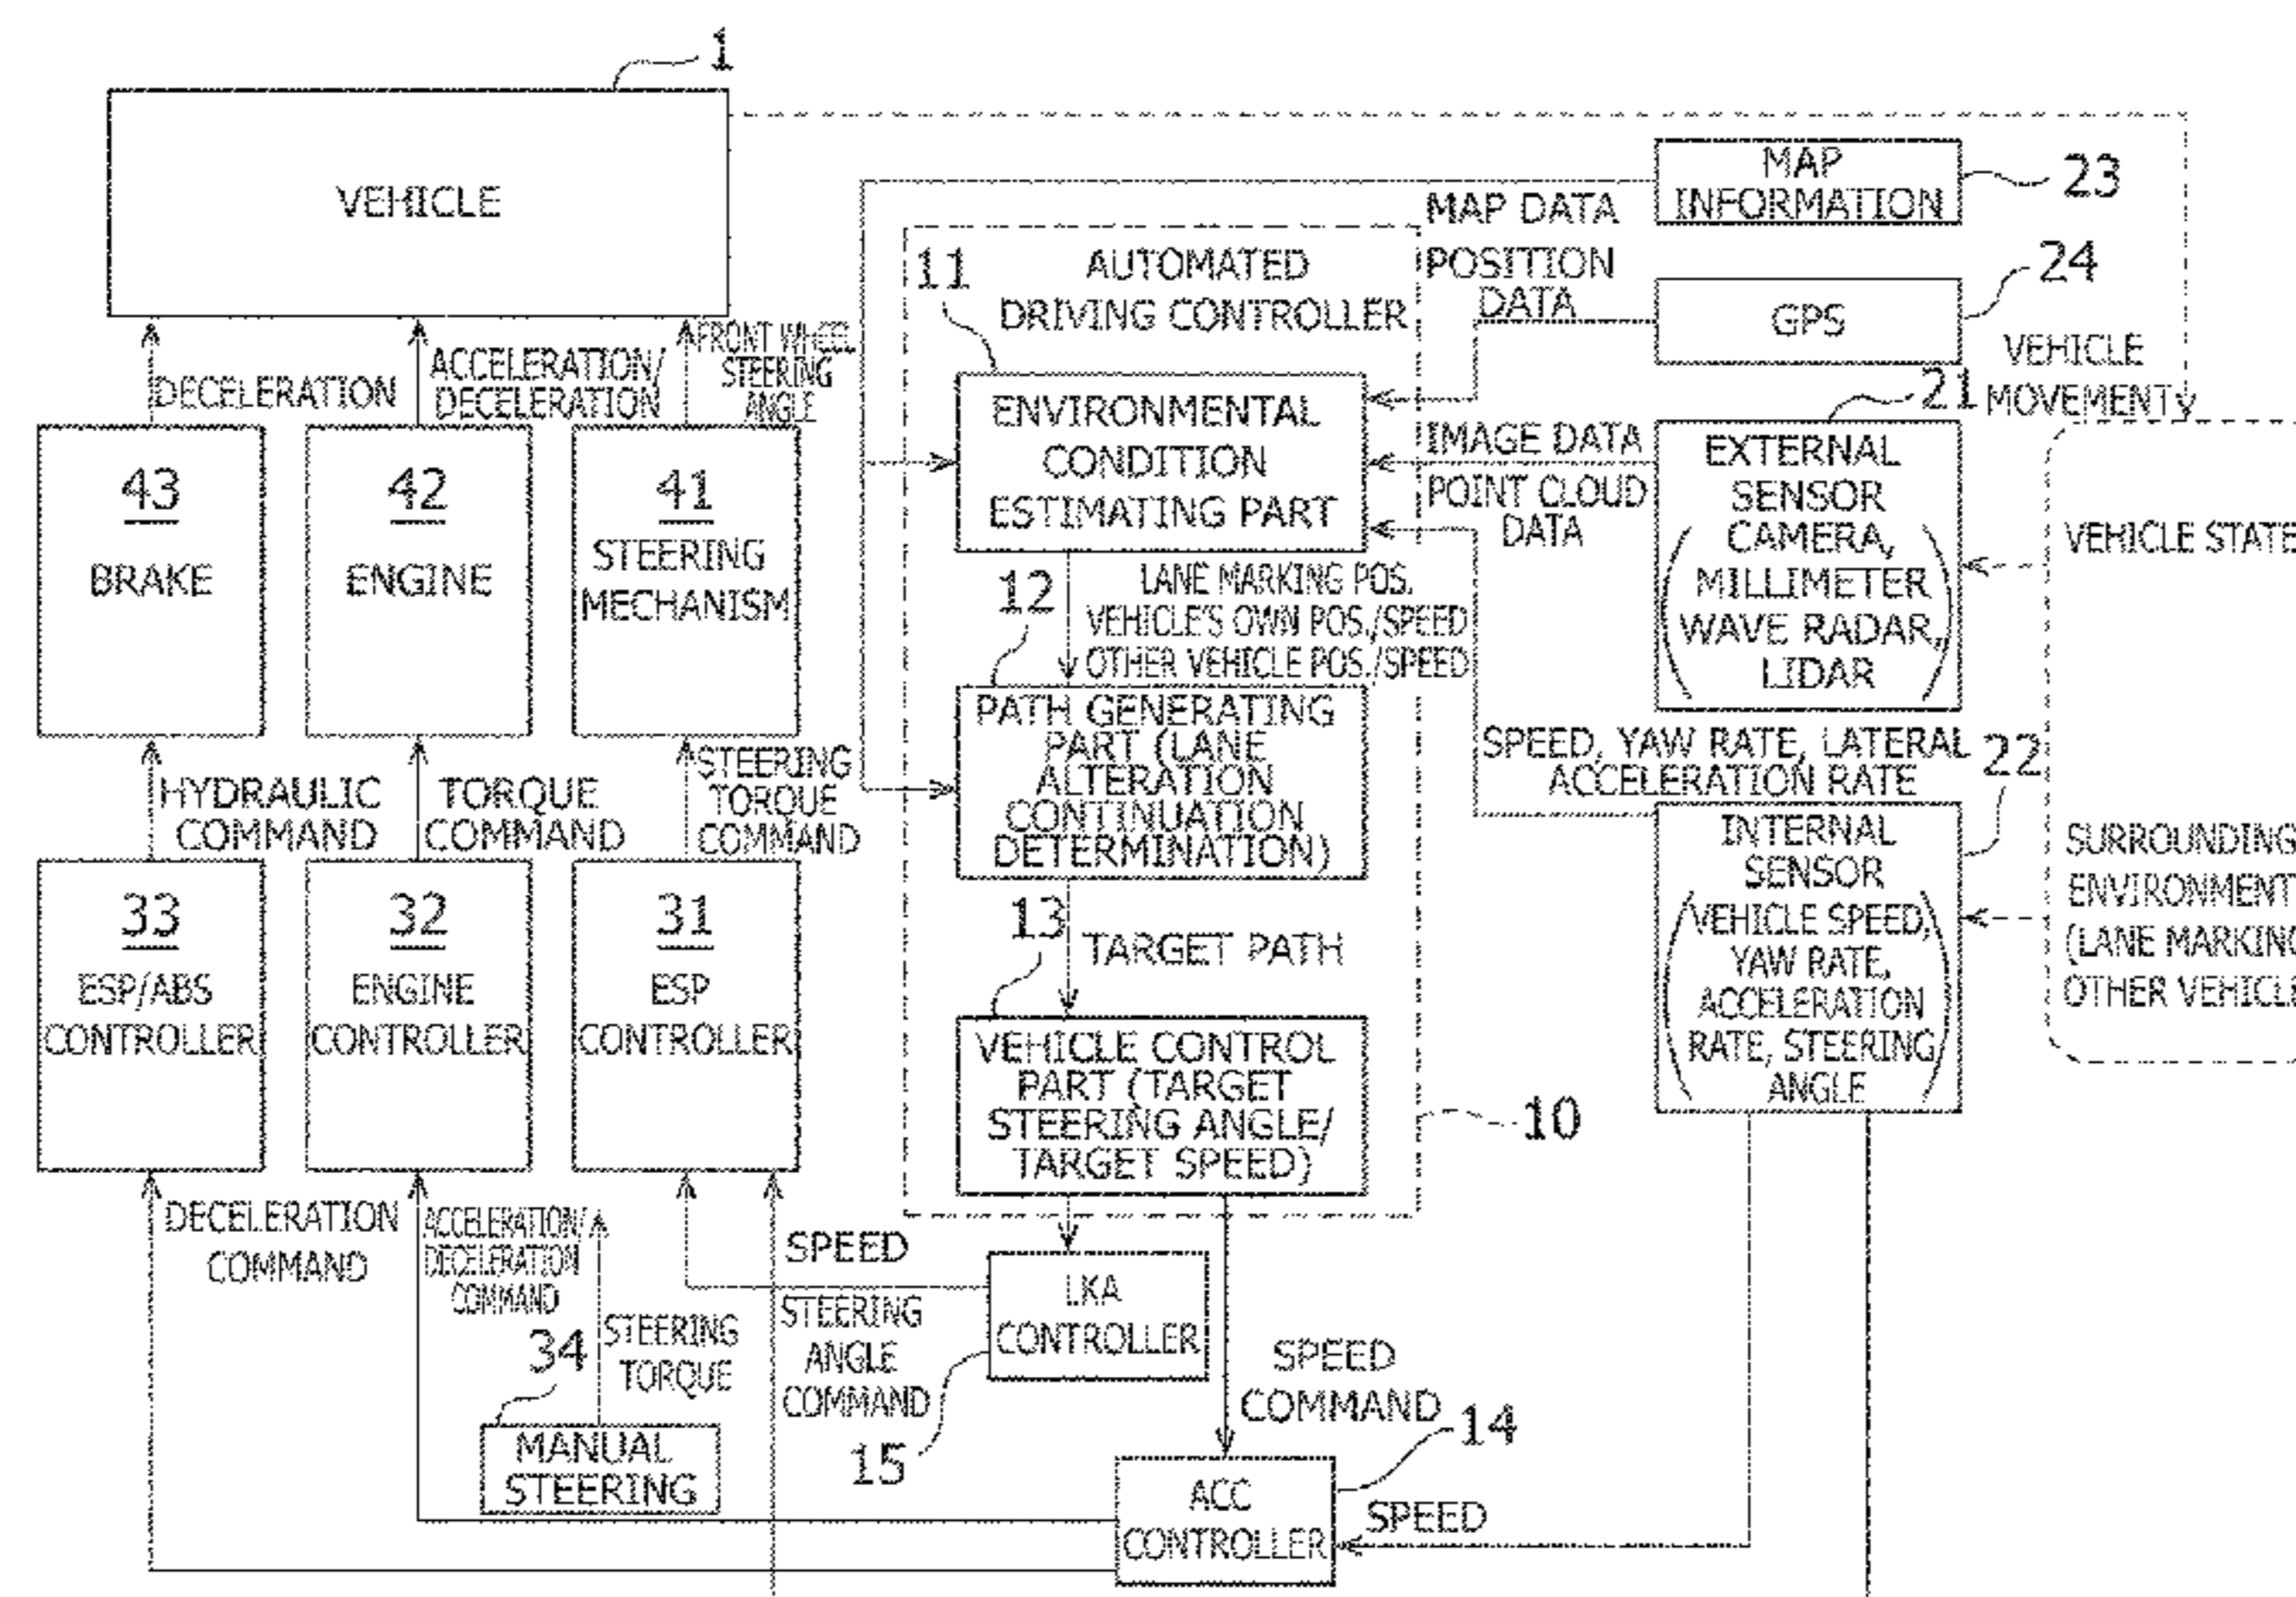 1
VEHICLE
MAP
INFORMATION
23
MAP DATA
11
AUTOMATED
DRIVING CONTROLLER
POSITION
DATA
GPS
24
VEHICLE
MOVEMENT
DECELERATION
ACCELERATION/
DECELERATION
FRONT WHEEL
STEERING
ANGLE
ENVIRONMENTAL
CONDITION
ESTIMATING PART
IMAGE DATA
POINT CLOUD
DATA
21
EXTERNAL
SENSOR
CAMERA,
MILLIMETER
WAVE RADAR,
LIDAR
VEHICLE STATE
43
BRAKE
42
ENGINE
41
STEERING
MECHANISM
12
LANE MARKING POS.
VEHICLE'S OWN POS./SPEED
OTHER VEHICLE POS./SPEED
PATH GENERATING
PART (LANE
ALTERATION
CONTINUATION
DETERMINATION)
SPEED, YAW RATE, LATERAL
ACCELERATION RATE
22
HYDRAULIC
COMMAND
TORQUE
COMMAND
STEERING
TORQUE
COMMAND
INTERNAL
SENSOR
(VEHICLE SPEED,
YAW RATE,
ACCELERATION
RATE, STEERING
ANGLE)
SURROUNDING
ENVIRONMENT
(LANE MARKING
OTHER VEHICLE
33
ESP/ABS
CONTROLLER
32
ENGINE
CONTROLLER
31
ESP
CONTROLLER
13
TARGET PATH
VEHICLE CONTROL
PART (TARGET
STEERING ANGLE/
TARGET SPEED)
10
DECELERATION
COMMAND
ACCELERATION/
DECELERATION
COMMAND
SPEED
34
STEERING
TORQUE
STEERING
ANGLE
COMMAND
LKA
CONTROLLER
15
SPEED
COMMAND
14
MANUAL
STEERING
ACC
CONTROLLER
SPEED